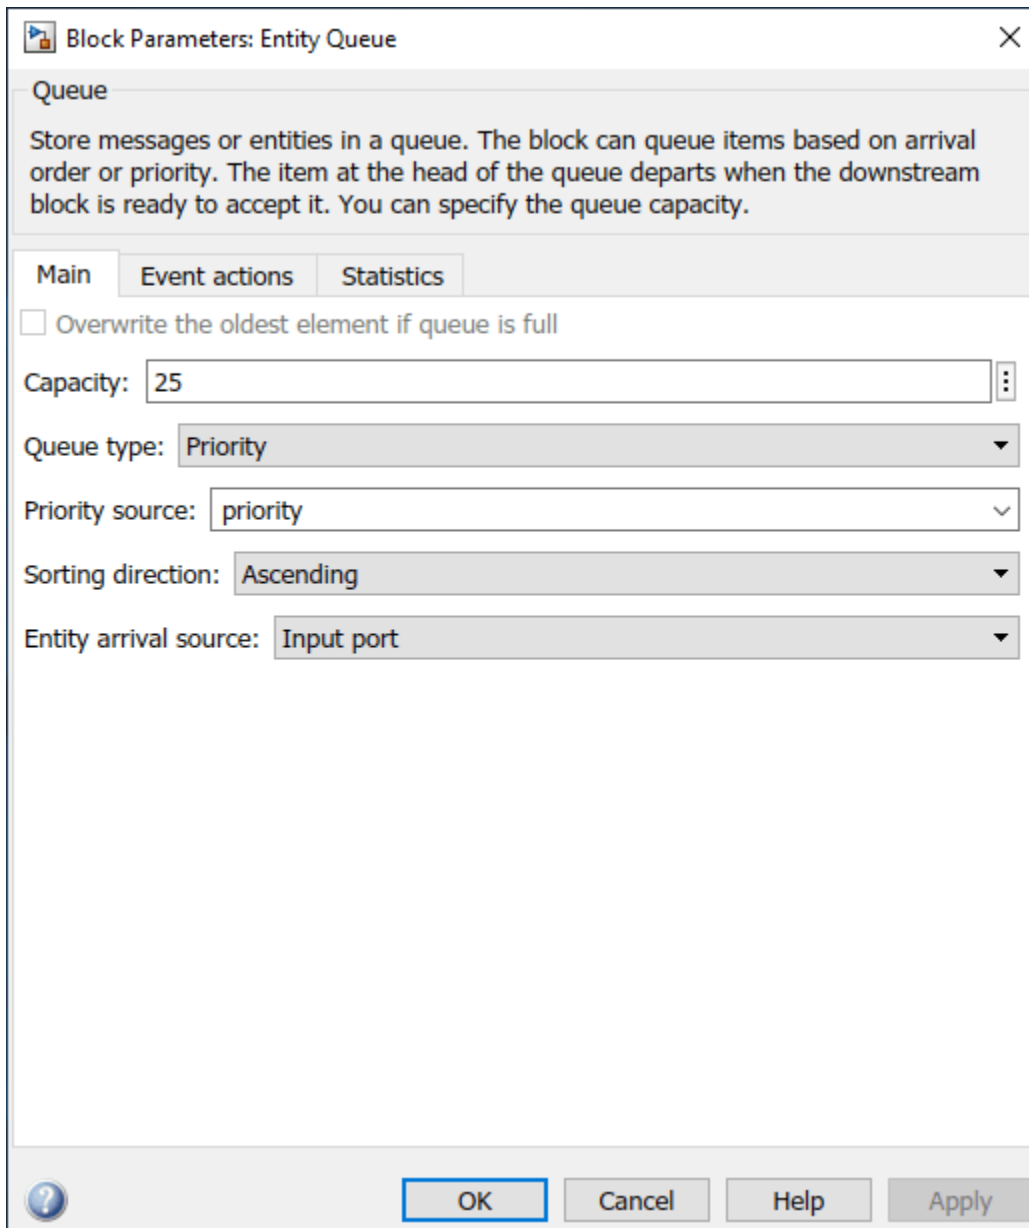 Block Parameters: Entity Queue
Queue
Store messages or entities in a queue. The block can queue items based on arrival
order or priority. The item at the head of the queue departs when the downstream
block is ready to accept it. You can specify the queue capacity.
Main Event actions Statistics
Overwrite the oldest element if queue is full
Capacity: 25
Queue type: Priority
Priority source: priority
Sorting direction: Ascending
Entity arrival source: Input port
? OK Cancel Help Apply